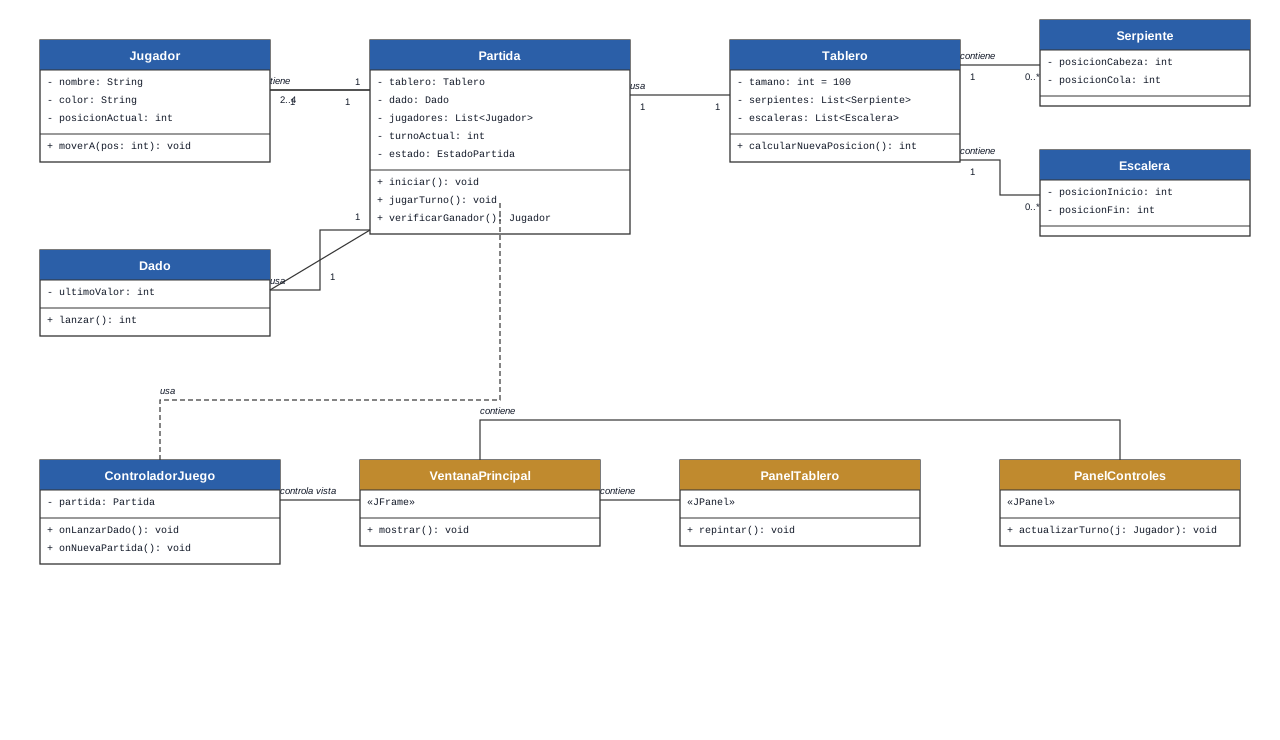 Jugador
- nombre: String
- color: String
- posicionActual: int
+ moverA(pos: int): void
tiene
2..4
1
1
1
Partida
- tablero: Tablero
- dado: Dado
- jugadores: List<Jugador>
- turnoActual: int
- estado: EstadoPartida
+ iniciar(): void
+ jugarTurno(): void
+ verificarGanador(): Jugador
usa
1
1
Tablero
- tamano: int = 100
- serpientes: List<Serpiente>
- escaleras: List<Escalera>
+ calcularNuevaPosicion(): int
contiene
1
0..*
Serpiente
- posicionCabeza: int
- posicionCola: int
contiene
1
0..*
Escalera
- posicionInicio: int
- posicionFin: int
Dado
- ultimoValor: int
+ lanzar(): int
usa
1
1
usa
contiene
ControladorJuego
- partida: Partida
+ onLanzarDado(): void
+ onNuevaPartida(): void
controla vista
VentanaPrincipal
«JFrame»
+ mostrar(): void
contiene
PanelTablero
«JPanel»
+ repintar(): void
PanelControles
«JPanel»
+ actualizarTurno(j: Jugador): void